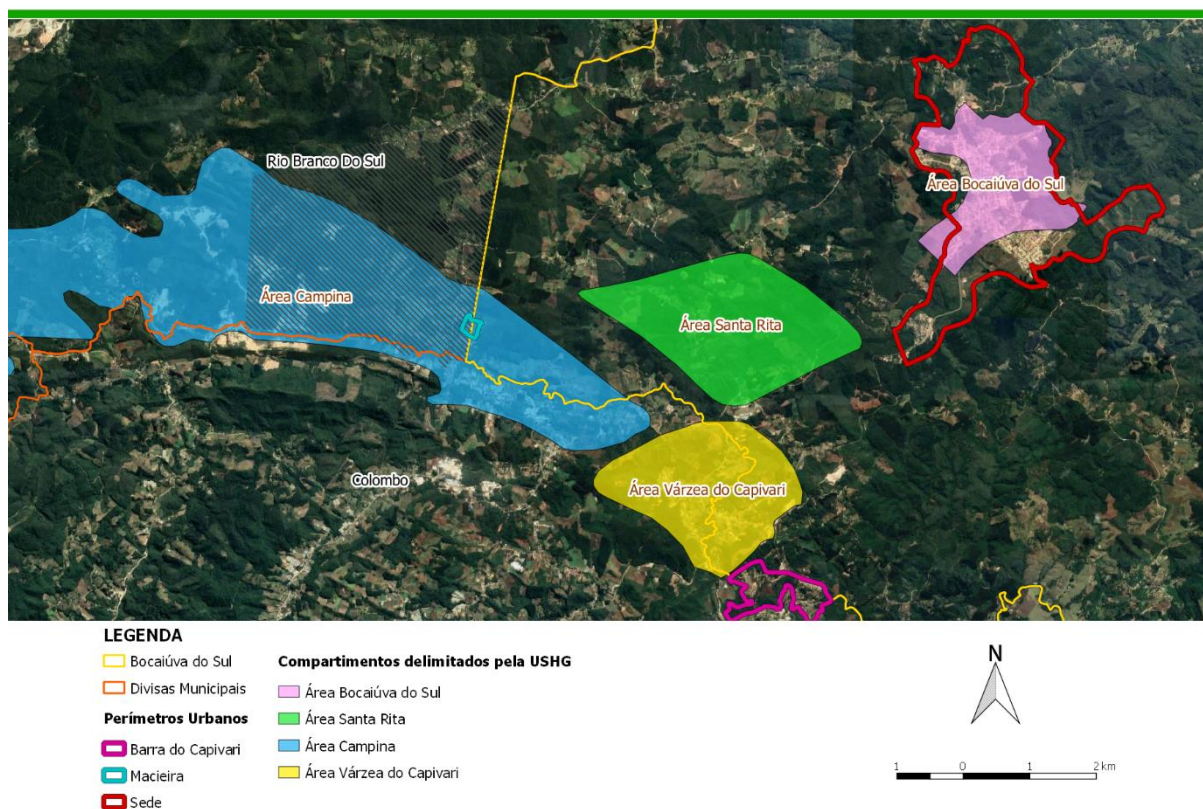 Rio Branco Do Sul
Área Bocaiúva do Sul
Área Campina
Área Santa Rita
Colombo
Área Várzea do Capivari
LEGENDA
Bocaiúva do Sul
Divisas Municipais
Perímetros Urbanos
Barra do Capivari
Macieira
Sede
Compartimentos delimitados pela USHG
Área Bocaiúva do Sul
Área Santa Rita
Área Campina
Área Várzea do Capivari
N
1 0 1 2 km